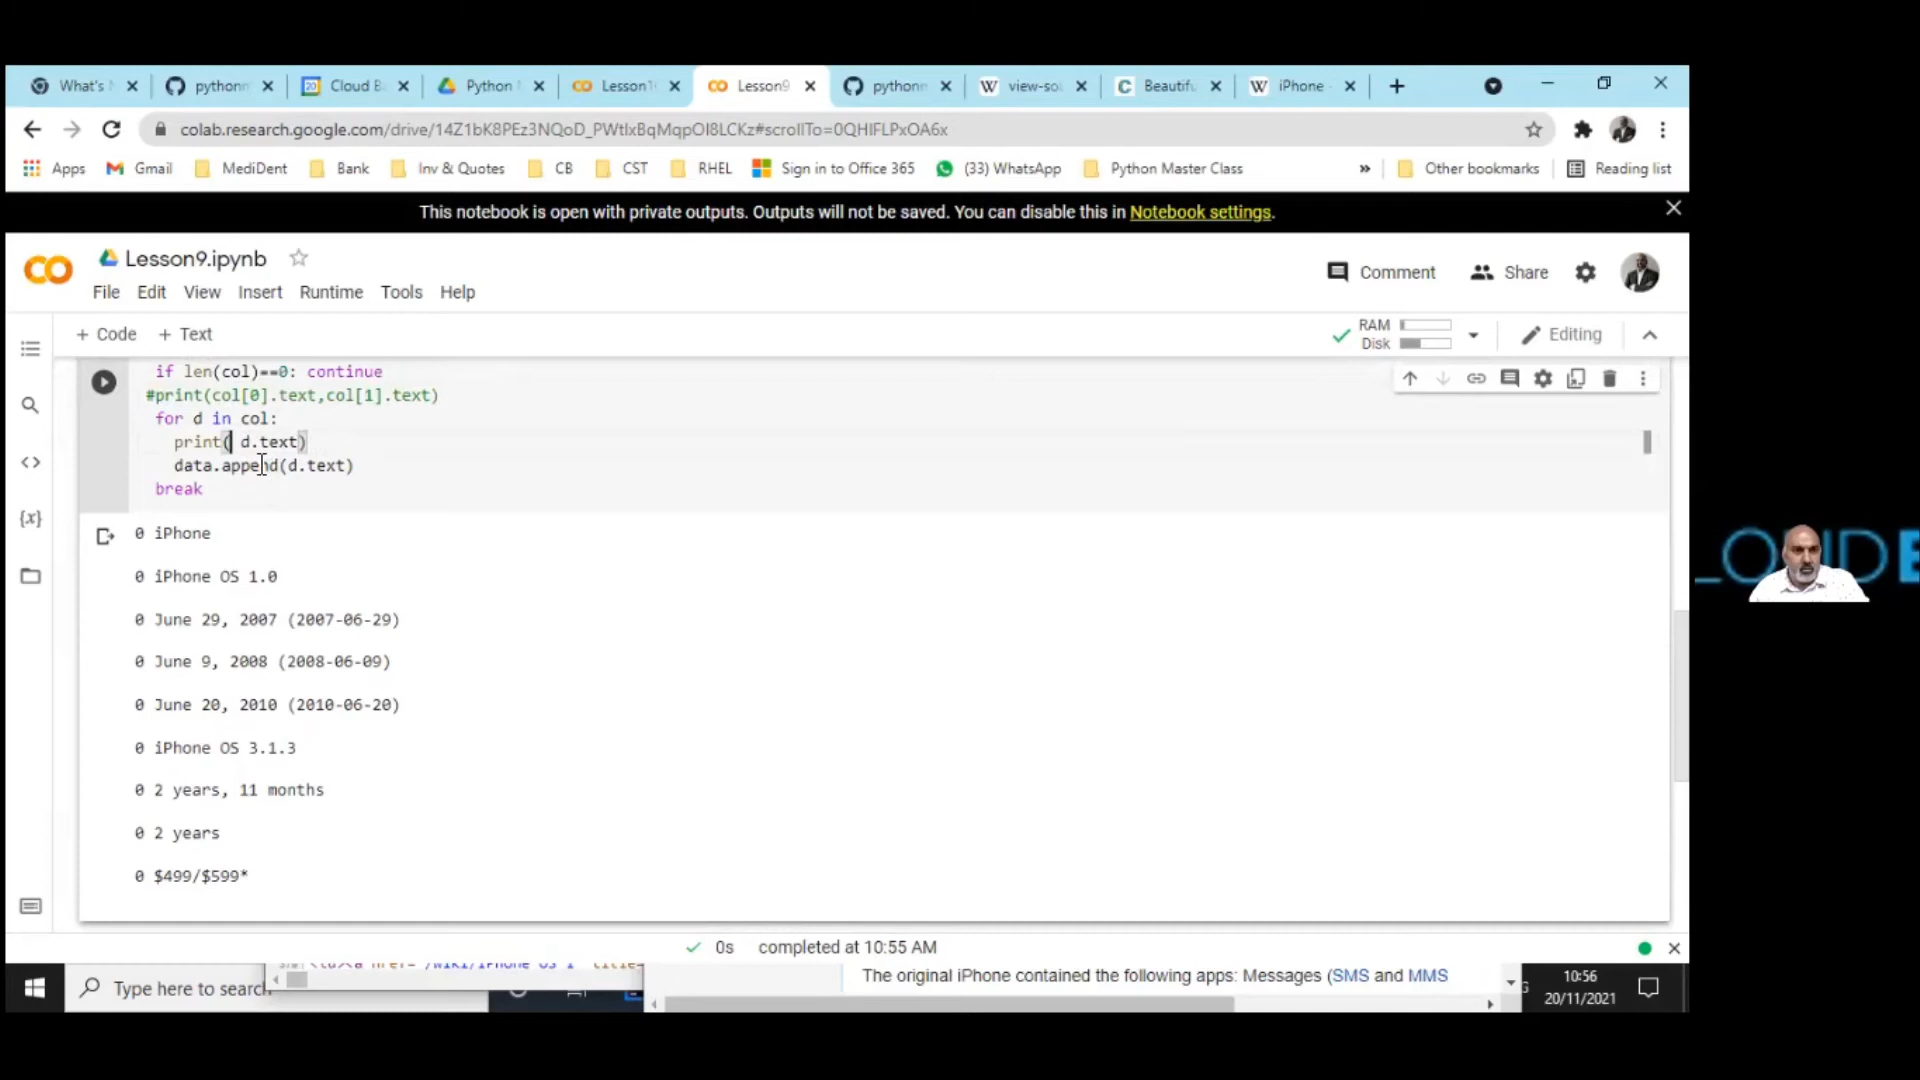 What's
pythonn
Cloud B
Python
Lesson1
Lesson9
pythonn
view-sou
Beautifu
iPhone -
colab.research.google.com/drive/14Z1bK8PEz3NQoD_PWtlxBqMqpOI8LCKz#scrollTo=0QHlFLPxOA6x
Apps
Gmail
MediDent
Bank
Inv & Quotes
CB
CST
RHEL
Sign in to Office 365
(33) WhatsApp
Python Master Class
»
Other bookmarks
Reading list
This notebook is open with private outputs. Outputs will not be saved. You can disable this in Notebook settings.
Lesson9.ipynb
Comment
Share
File Edit View Insert Runtime Tools Help
+ Code + Text
RAM
Disk
Editing
if len(col)==0: continue
#print(col[0].text,col[1].text)
for d in col:
print( d.text)
data.append(d.text)
break
0 iPhone
0 iPhone OS 1.0
0 June 29, 2007 (2007-06-29)
0 June 9, 2008 (2008-06-09)
0 June 20, 2010 (2010-06-20)
0 iPhone OS 3.1.3
0 2 years, 11 months
0 2 years
0 $499/$599*
0s completed at 10:55 AM
The original iPhone contained the following apps: Messages (SMS and MMS
Type here to search
10:56
20/11/2021